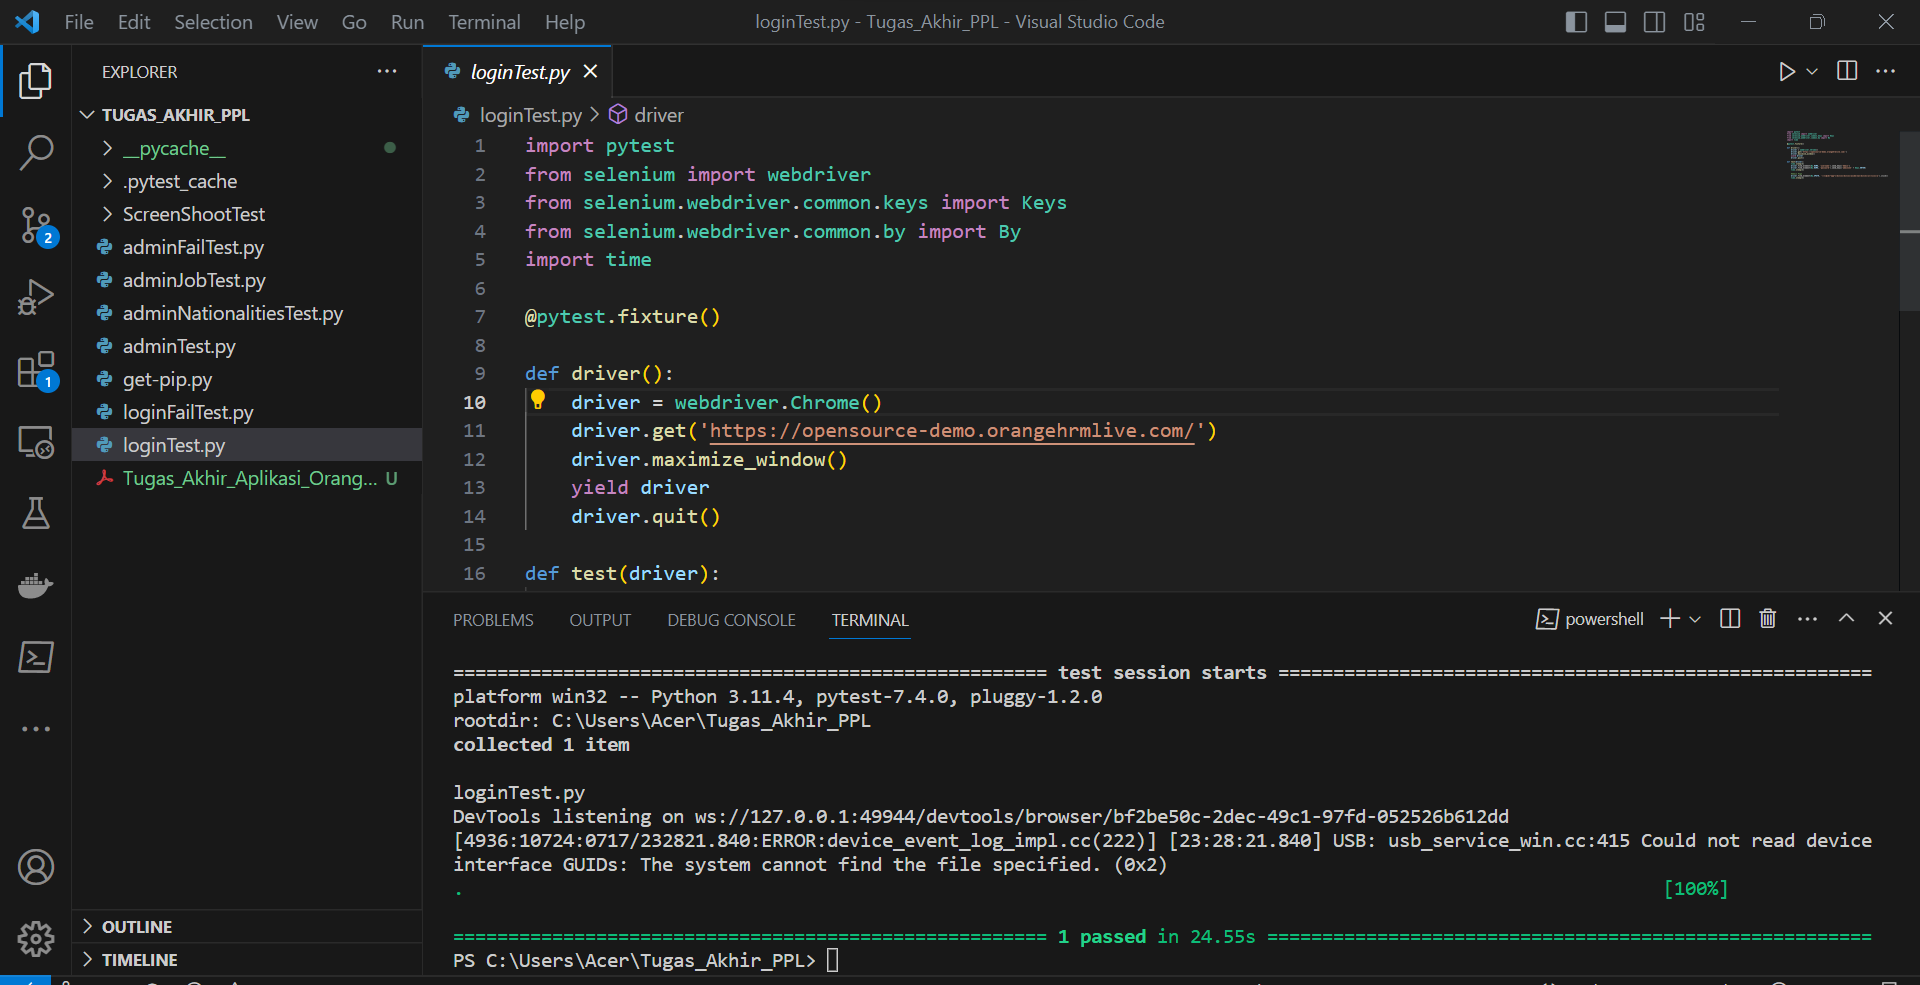 File Edit Selection View Go Run Terminal Help
loginTest.py - Tugas_Akhir_PPL - Visual Studio Code
EXPLORER
TUGAS_AKHIR_PPL
__pycache__
.pytest_cache
ScreenShootTest
adminFailTest.py
adminJobTest.py
adminNationalitiesTest.py
adminTest.py
get-pip.py
loginFailTest.py
loginTest.py
Tugas_Akhir_Aplikasi_Orang... U
OUTLINE
TIMELINE
2
1
loginTest.py
loginTest.py > driver
1 import pytest
2 from selenium import webdriver
3 from selenium.webdriver.common.keys import Keys
4 from selenium.webdriver.common.by import By
5 import time
6
7 @pytest.fixture()
8
9 def driver():
10 driver = webdriver.Chrome()
11 driver.get('https://opensource-demo.orangehrmlive.com/')
12 driver.maximize_window()
13 yield driver
14 driver.quit()
15
16 def test(driver):
PROBLEMS OUTPUT DEBUG CONSOLE TERMINAL
powershell
====================================================== test session starts ======================================================
platform win32 -- Python 3.11.4, pytest-7.4.0, pluggy-1.2.0
rootdir: C:\Users\Acer\Tugas_Akhir_PPL
collected 1 item
loginTest.py
DevTools listening on ws://127.0.0.1:49944/devtools/browser/bf2be50c-2dec-49c1-97fd-052526b612dd
[4936:10724:0717/232821.840:ERROR:device_event_log_impl.cc(222)] [23:28:21.840] USB: usb_service_win.cc:415 Could not read device
interface GUIDs: The system cannot find the file specified. (0x2)
. [100%]
====================================================== 1 passed in 24.55s =======================================================
PS C:\Users\Acer\Tugas_Akhir_PPL>